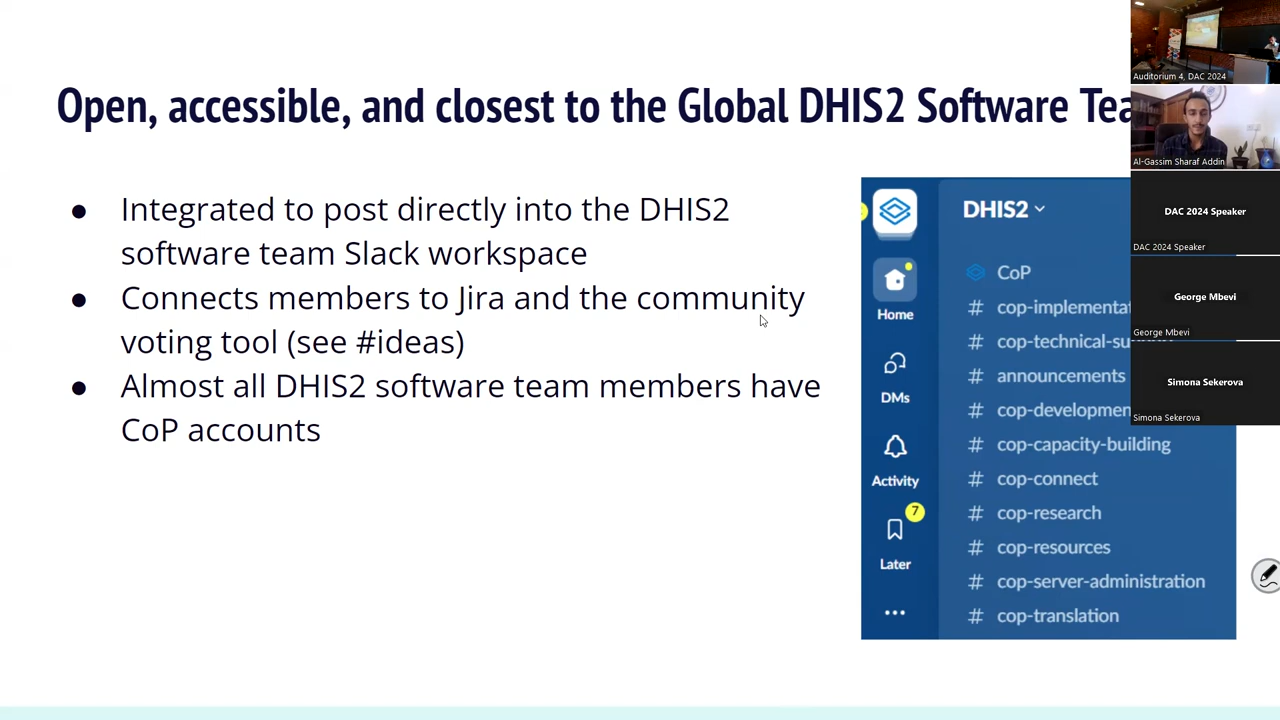 Open, accessible, and closest to the Global DHIS2 Software
Integrated to post directly into the DHIS2
software team Slack workspace
Connects members to Jira and the community
voting tool (see #ideas)
Almost all DHIS2 software team members have
CoP accounts
DHIS2
CoP
Home
# cop-implementat
# cop-technical-su
DMs
# announcements
# cop-developmen
# cop-capacity-building
Activity
# cop-connect
7
# cop-research
# cop-resources
Later
# cop-server-administration
# cop-translation
Auditorium 4, DAC 2024
Al-Gassim Sharaf Addin
DAC 2024 Speaker
DAC 2024 Speaker
George Mbevi
George Mbevi
Simona Sekerova
Simona Sekerova